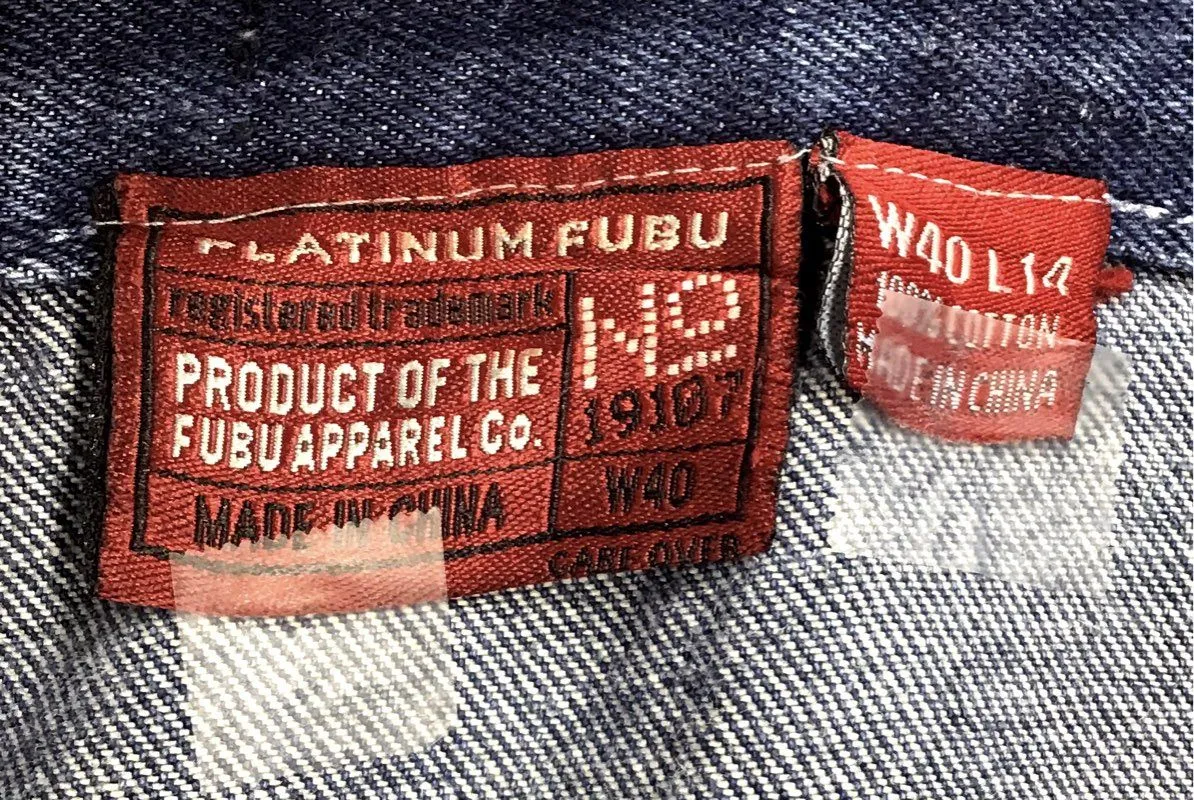 PLATINUM FUBU
registered trademark
PRODUCT OF THE
FUBU APPAREL Co.
MADE IN CHINA
No
19107
W40
CARE OVER
W40 L14
100% COTTON
MADE IN CHINA